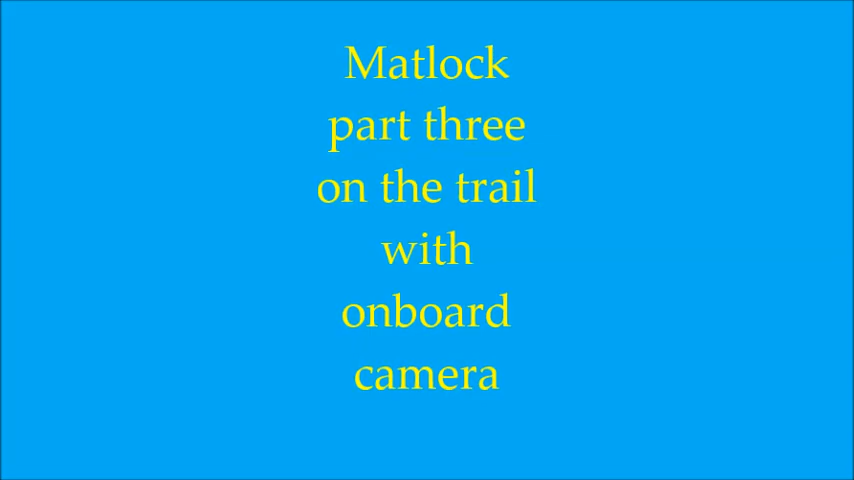 Matlock
part three
on the trail
with
onboard
camera